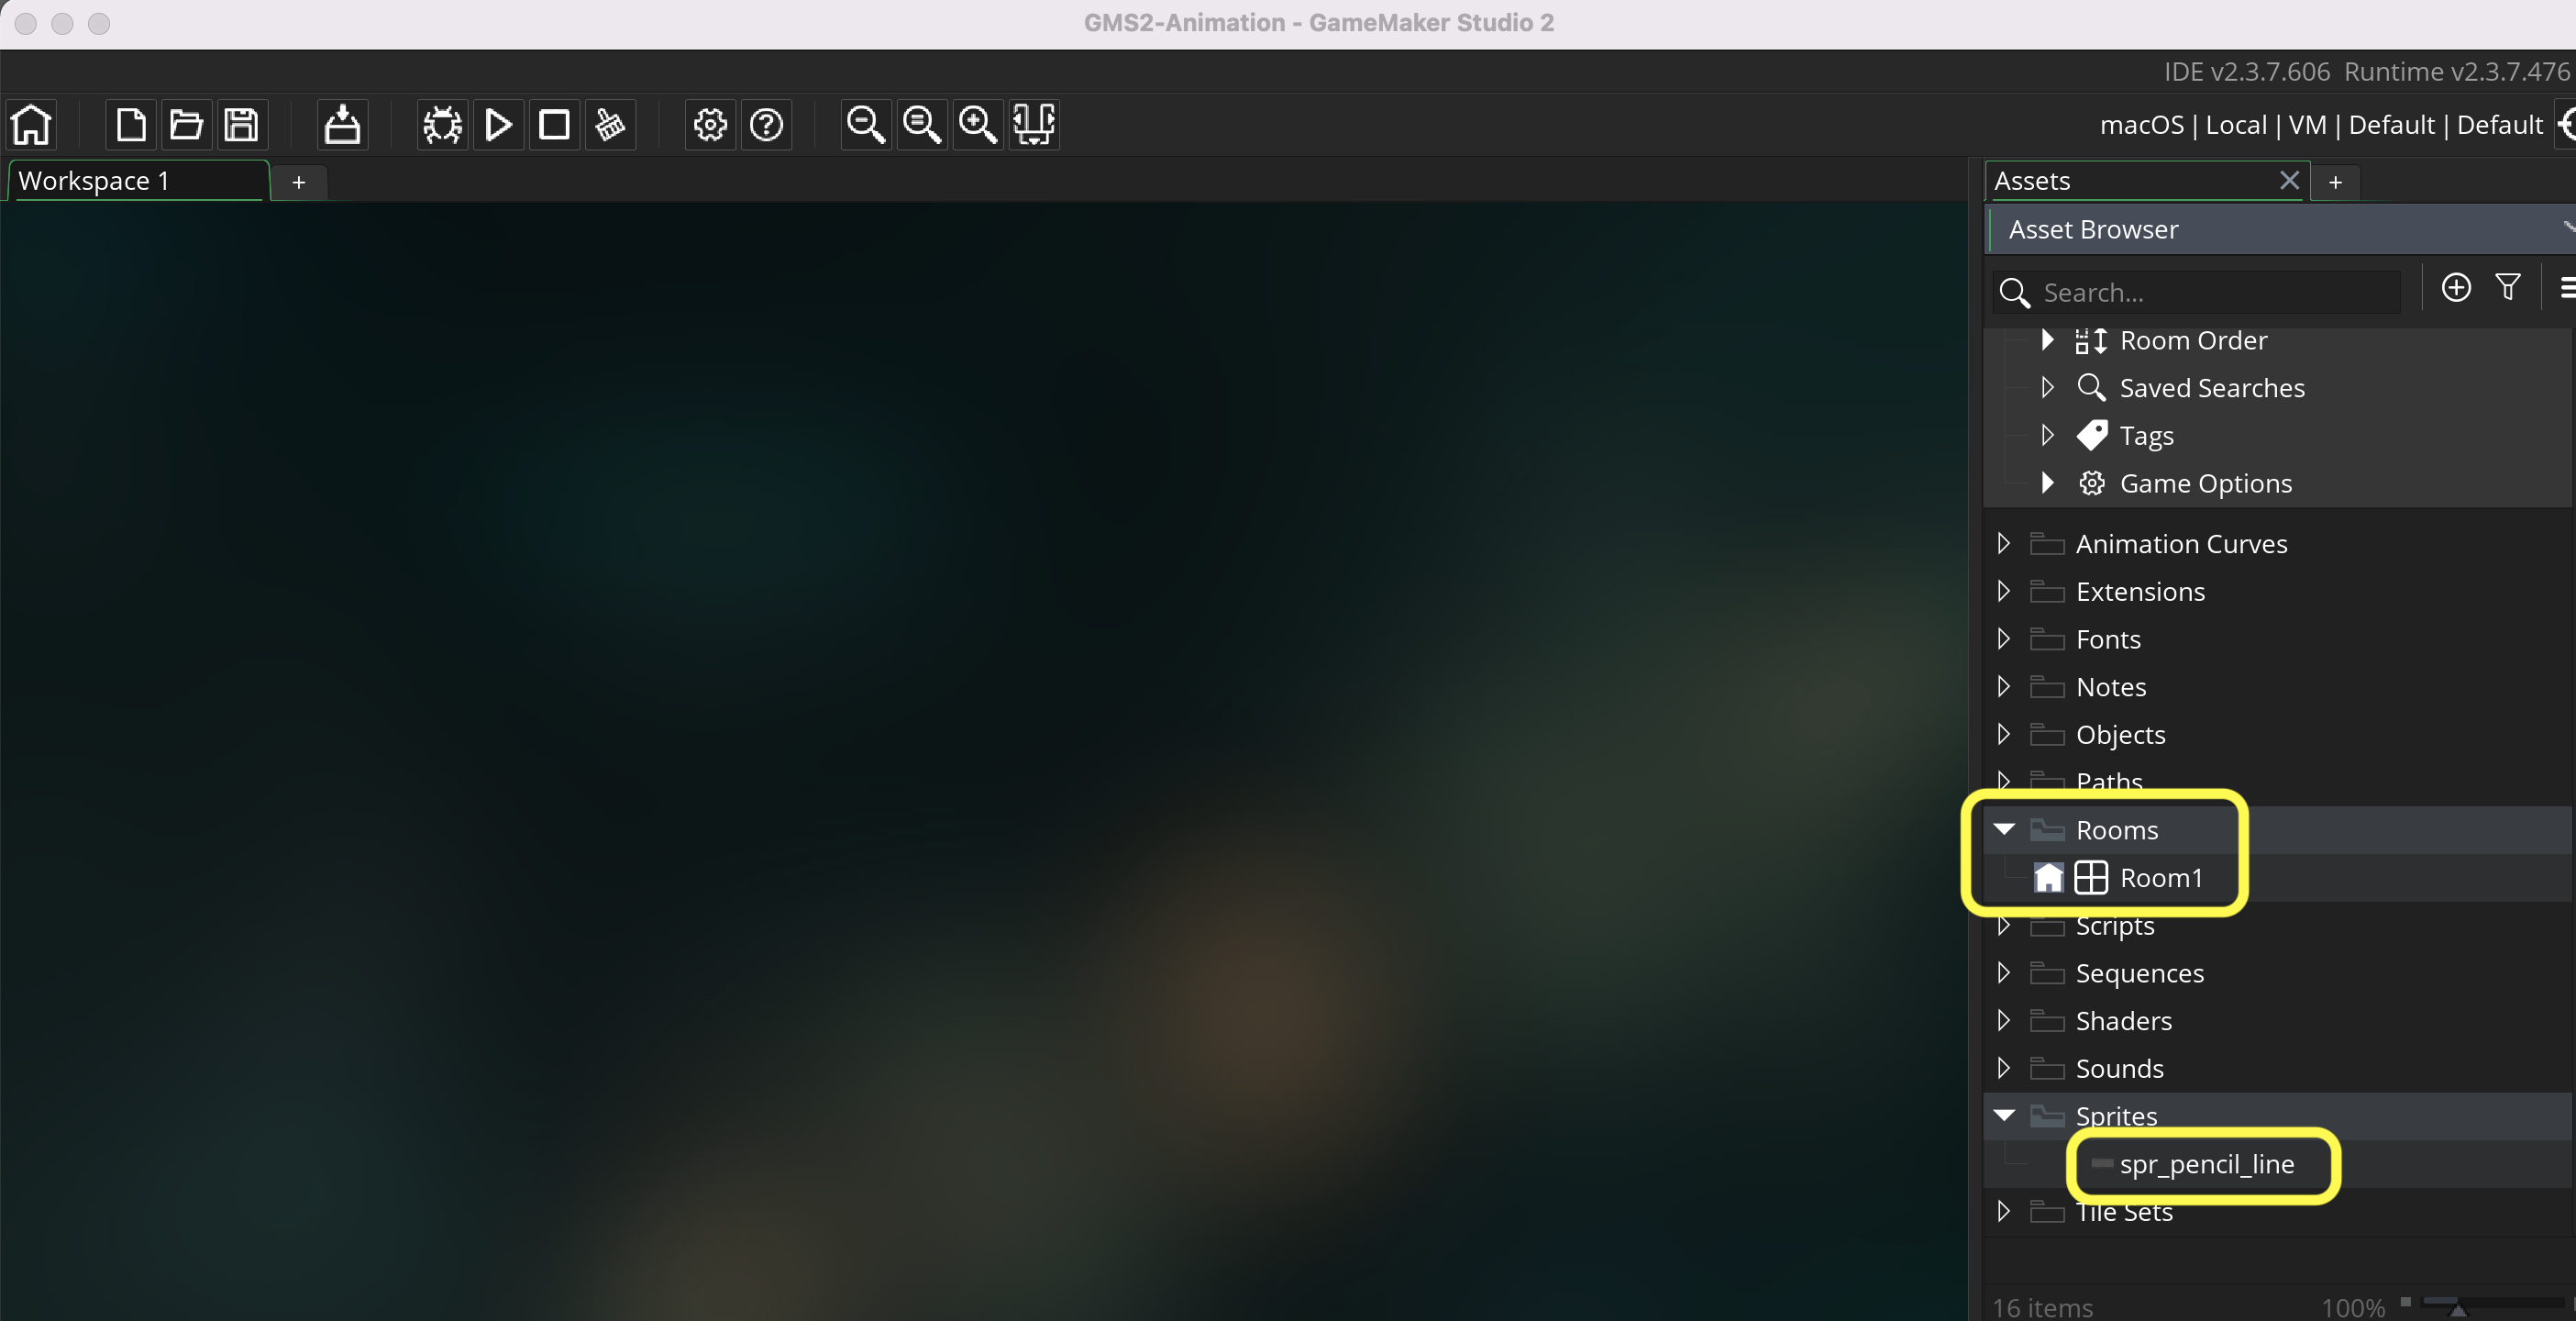 GMS2-Animation - GameMaker Studio 2
IDE v2.3.7.606 Runtime v2.3.7.476
macOS | Local | VM | Default | Default
Workspace 1
+
Assets
+
Asset Browser
Search...
Room Order
Saved Searches
Tags
Game Options
Animation Curves
Extensions
Fonts
Notes
Objects
Paths
Rooms
Room1
Scripts
Sequences
Shaders
Sounds
Sprites
spr_pencil_line
Tile Sets
16 items
100%